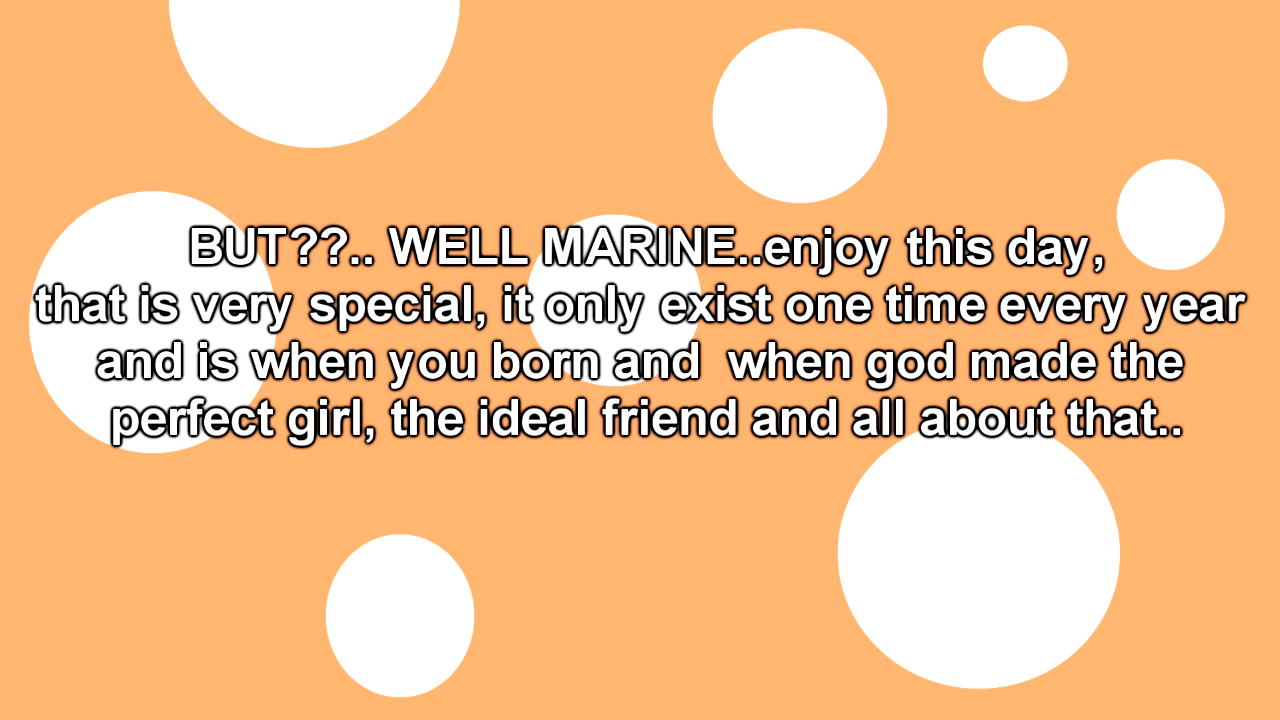 BUT??.. WELL MARINE..enjoy this day,
that is very special, it only exist one time every year
and is when you born and  when god made the
perfect girl, the ideal friend and all about that..